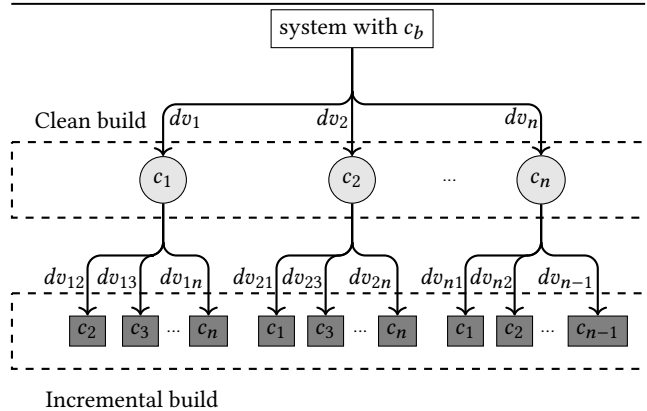 system with c_b
Clean build
dv_1 dv_2 dv_n
c_1 c_2 ... c_n
dv_12 dv_13 dv_1n dv_21 dv_23 dv_2n dv_n1 dv_n2 dv_n−1
c_2 c_3 ... c_n c_1 c_3 ... c_n c_1 c_2 ... c_n−1
Incremental build